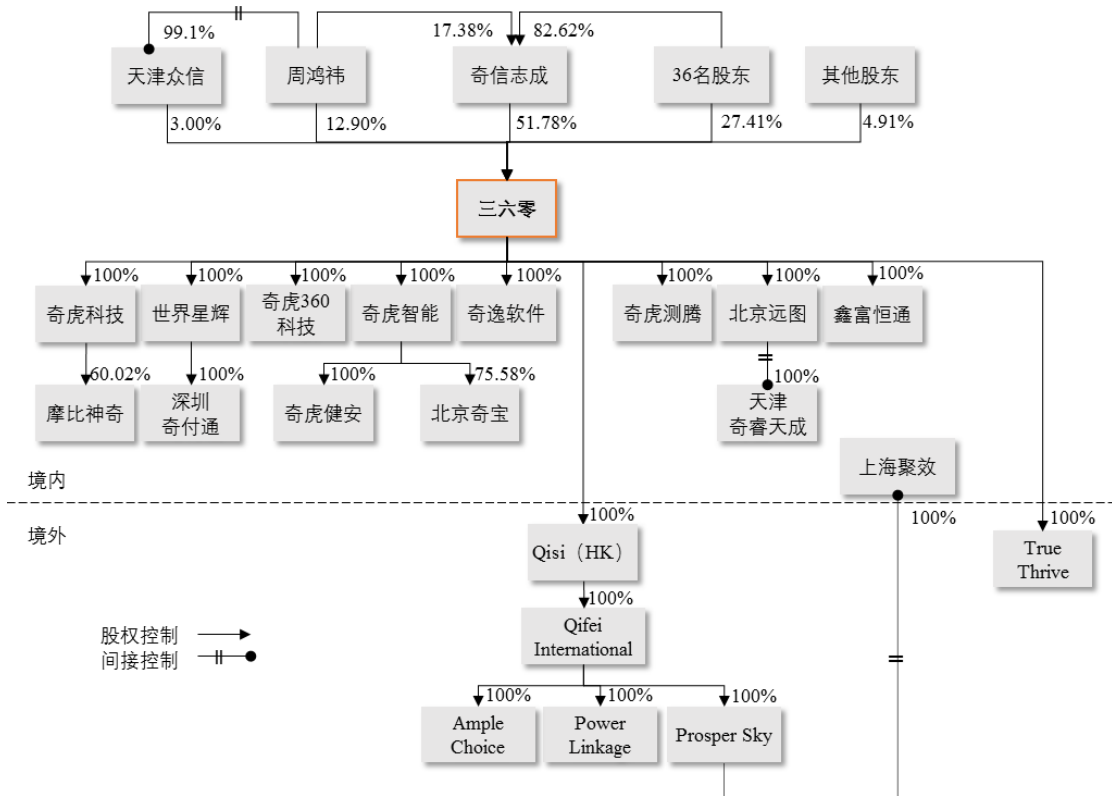 99.1%
17.38%
82.62%
天津众信
周鸿祎
奇信志成
36名股东
其他股东
3.00%
12.90%
51.78%
27.41%
4.91%
三六零
100%
100%
100%
100%
100%
100%
100%
100%
奇虎科技
世界星辉
奇虎360
科技
奇虎智能
奇逸软件
奇虎测腾
北京远图
鑫富恒通
60.02%
100%
100%
75.58%
100%
摩比神奇
深圳
奇付通
奇虎健安
北京奇宝
天津
奇睿天成
上海聚效
境内
境外
100%
100%
100%
Qisi（HK）
True
Thrive
100%
Qifei
International
股权控制
间接控制
100%
100%
100%
Ample
Choice
Power
Linkage
Prosper Sky